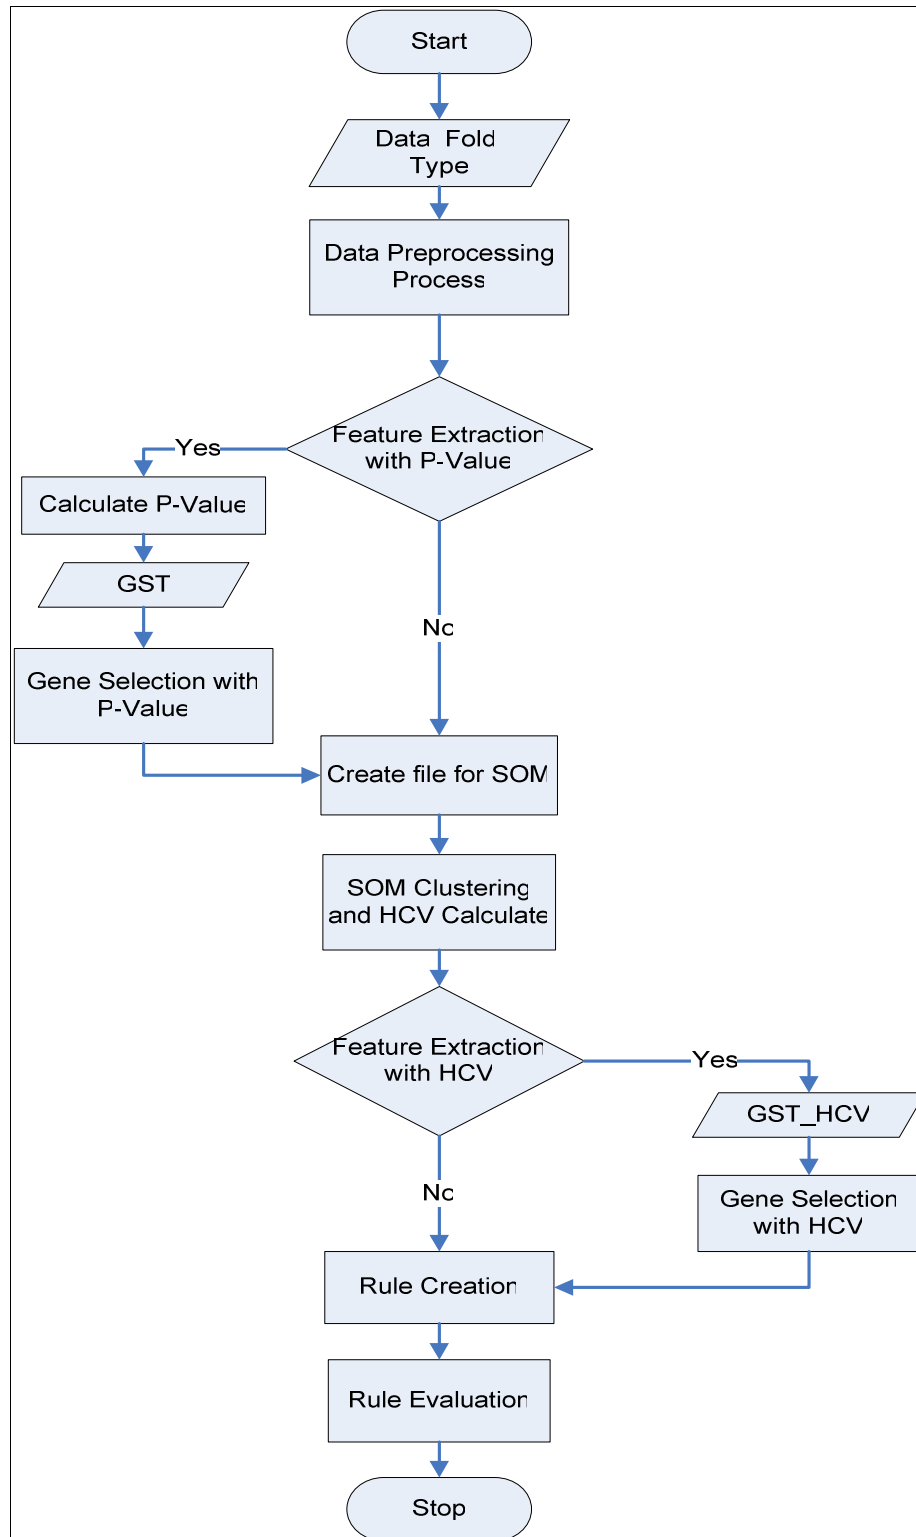 Start
Data Fold
Type
Data Preprocessing
Process
Feature Extraction
with P-Value
Yes
Calculate P-Value
GST
No
Gene Selection with
P-Value
Create file for SOM
SOM Clustering
and HCV Calculate
Feature Extraction
with HCV
Yes
GST_HCV
No
Gene Selection
with HCV
Rule Creation
Rule Evaluation
Stop